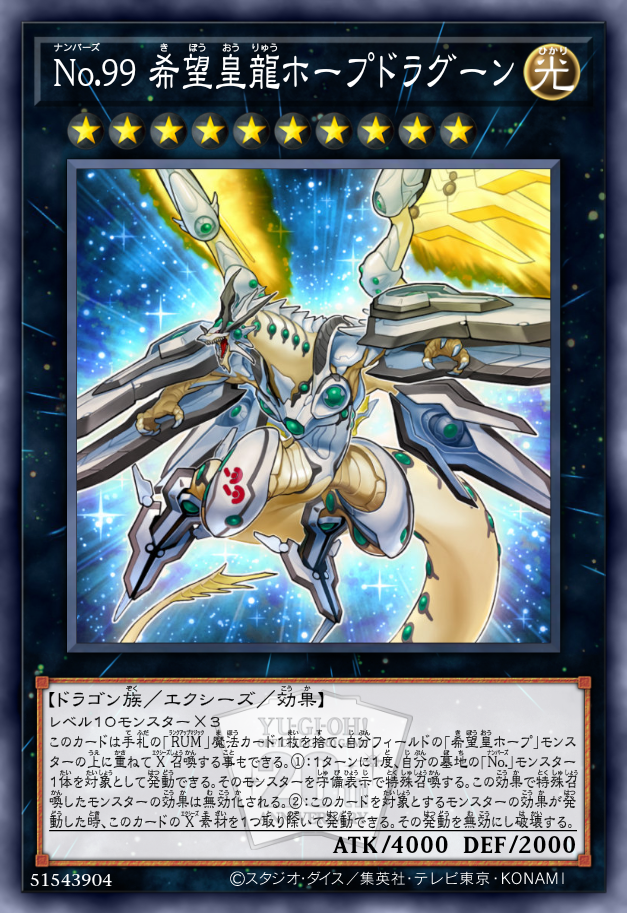 No.99 希望皇龍ホープドラグーン
光
【ドラゴン族／エクシーズ／効果】
レベル10モンスター×3
このカードは手札の「RUM」魔法カード1枚を捨て、自分フィールドの「希望皇ホープ」モンス
ターの上に重ねてX召喚する事もできる。①：1ターンに1度、自分の墓地の「No.」モンスター
1体を対象として発動できる。そのモンスターを守備表示で特殊召喚する。この効果で特殊召
喚したモンスターの効果は無効化される。②：このカードを対象とするモンスターの効果が発
動した時、このカードのX素材を1つ取り除いて発動できる。その発動を無効にし破壊する。
ATK/4000 DEF/2000
51543904 ©スタジオ・ダイス／集英社・テレビ東京・KONAMI